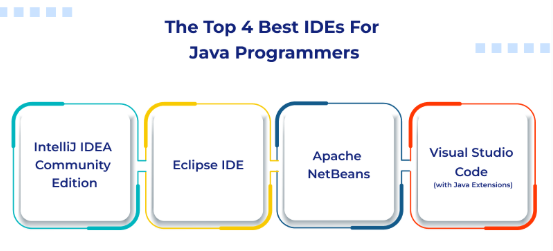 The Top 4 Best IDEs For
Java Programmers
IntelliJ IDEA
Community
Edition
Eclipse IDE
Apache
NetBeans
Visual Studio
Code
(with Java Extensions)